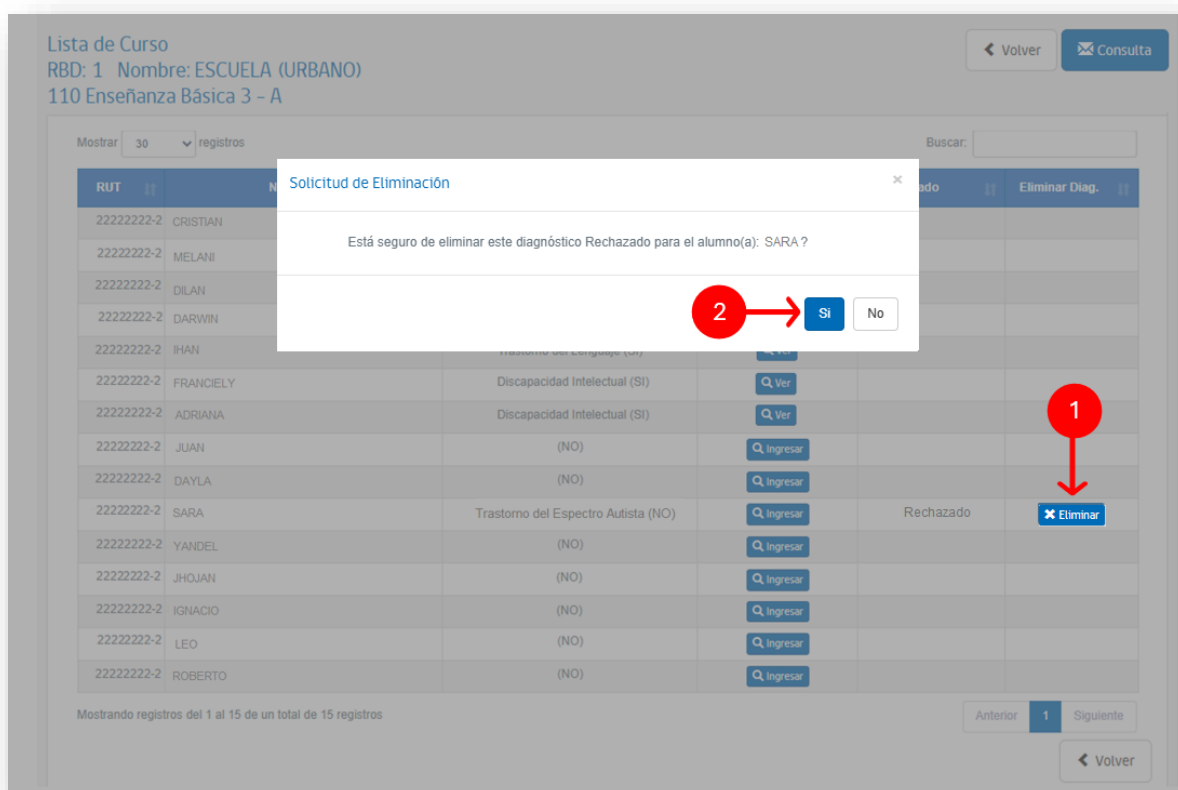 Lista de Curso
Volver
Consulta
RBD: 1 Nombre: ESCUELA (URBANO)
110 Enseñanza Básica 3 - A
Mostrar 30 registros
Buscar:
RUT N ado Eliminar Diag.
Solicitud de Eliminación ×
Está seguro de eliminar este diagnóstico Rechazado para el alumno(a): SARA ?
2
Si No
22222222-2 CRISTIAN
22222222-2 MELANI
22222222-2 DILAN
22222222-2 DARWIN
22222222-2 IHAN Trastorno del Lenguaje (SI) Ver
22222222-2 FRANCIELY Discapacidad Intelectual (SI) Ver
22222222-2 ADRIANA Discapacidad Intelectual (SI) Ver
1
22222222-2 JUAN (NO) Ingresar
22222222-2 DAYLA (NO) Ingresar
22222222-2 SARA Trastorno del Espectro Autista (NO) Ingresar Rechazado Eliminar
22222222-2 YANDEL (NO) Ingresar
22222222-2 JHOJAN (NO) Ingresar
22222222-2 IGNACIO (NO) Ingresar
22222222-2 LEO (NO) Ingresar
22222222-2 ROBERTO (NO) Ingresar
Mostrando registros del 1 al 15 de un total de 15 registros
Anterior 1 Siguiente
Volver